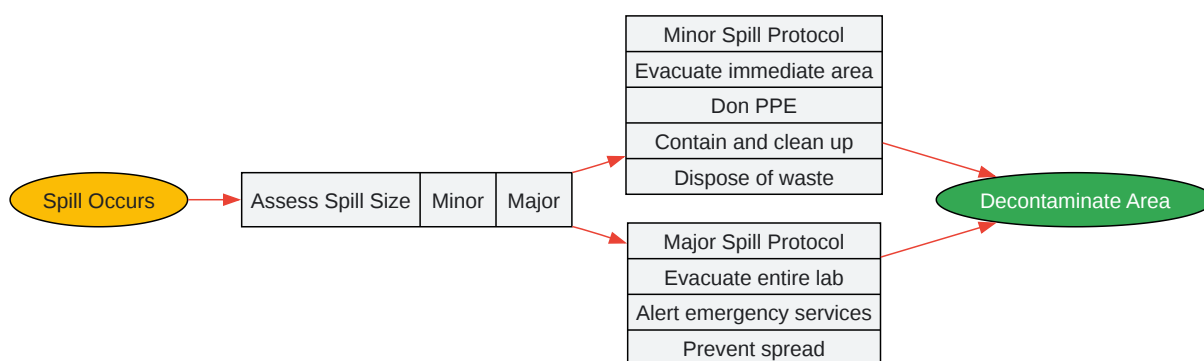 Spill Occurs
Assess Spill Size
Minor
Major
Minor Spill Protocol
Evacuate immediate area
Don PPE
Contain and clean up
Dispose of waste
Major Spill Protocol
Evacuate entire lab
Alert emergency services
Prevent spread
Decontaminate Area